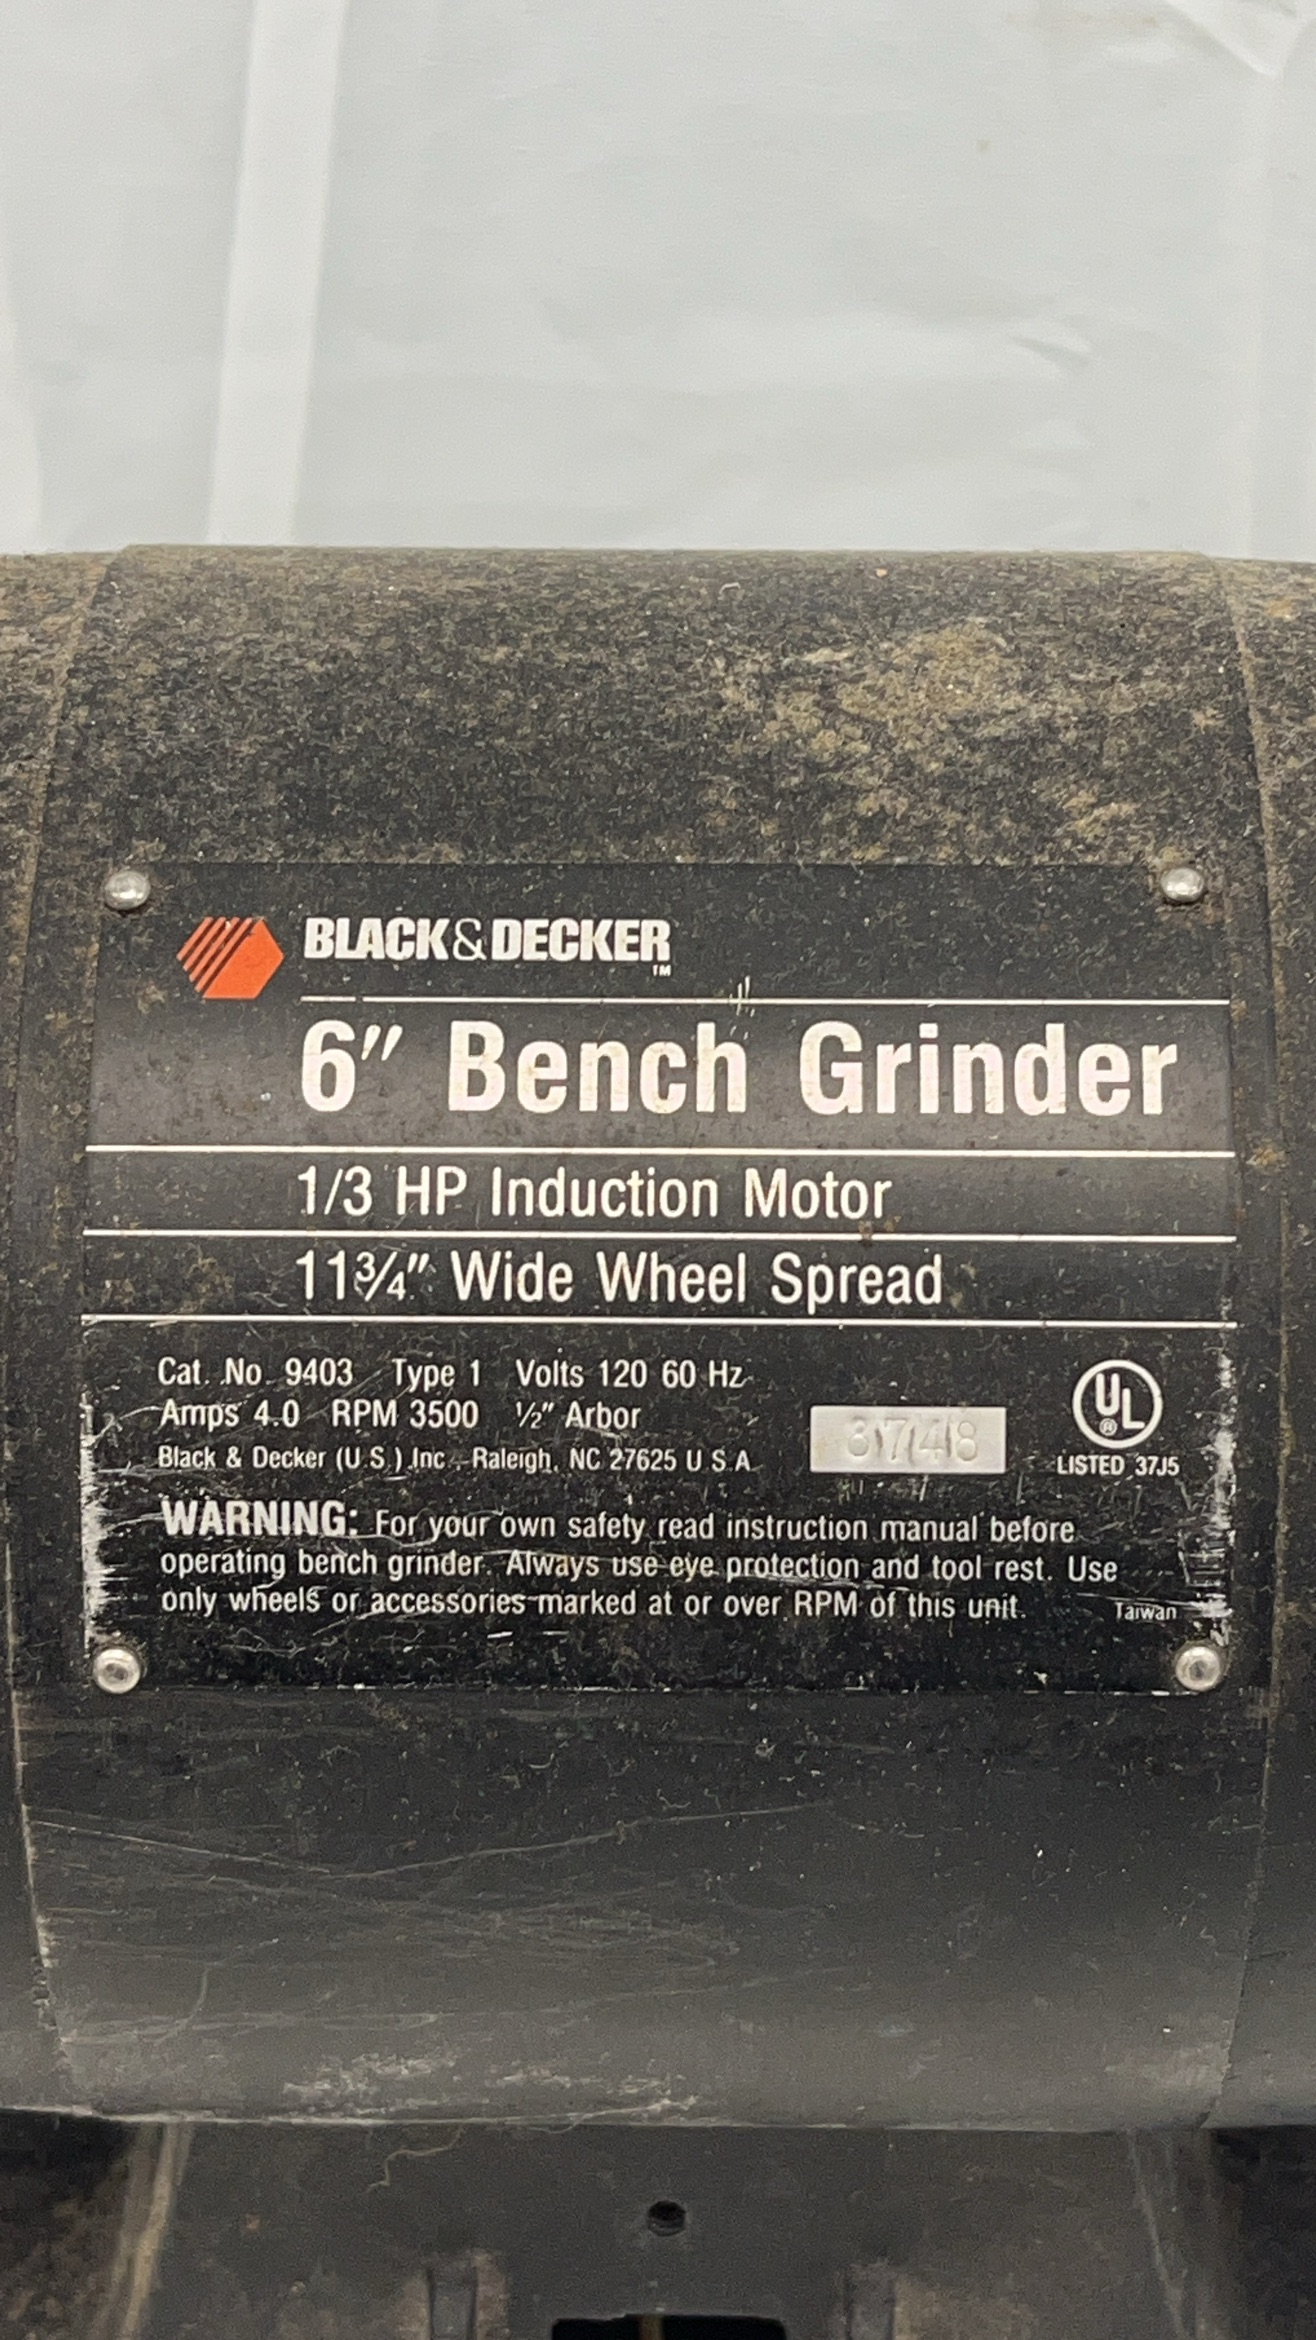 BLACK&DECKER
TM
6" Bench Grinder
1/3 HP Induction Motor
11¾" Wide Wheel Spread
Cat. No. 9403 Type 1 Volts 120 60 Hz
Amps 4.0 RPM 3500 ½" Arbor
Black & Decker (U.S.) Inc., Raleigh, NC 27625 U.S.A.
8748
UL
®
LISTED 37J5
WARNING: For your own safety read instruction manual before
operating bench grinder. Always use eye protection and tool rest. Use
only wheels or accessories marked at or over RPM of this unit.
Taiwan